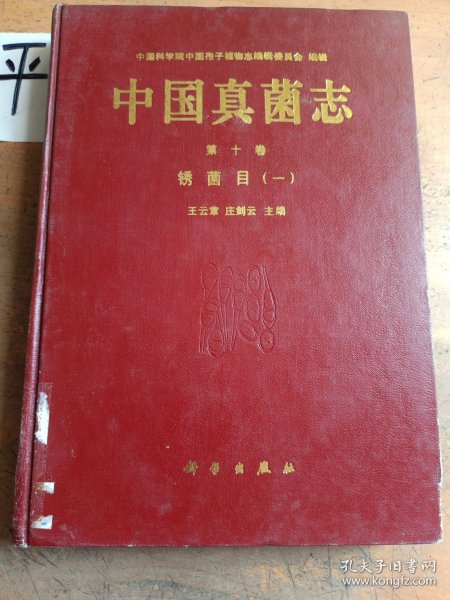 平
中国科学院中国孢子植物志编辑委员会 编辑
中国真菌志
第十卷
锈菌目(一)
王云章 庄剑云 主编
科学出版社
孔夫子旧书网
www.kongfz.com